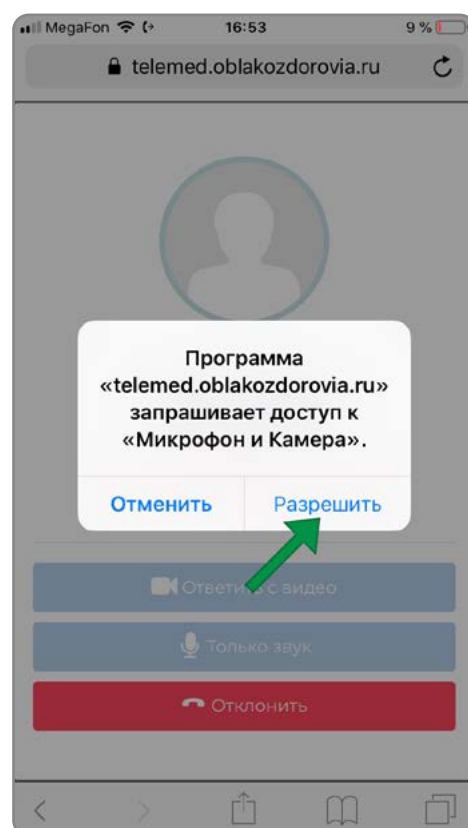 MegaFon 16:53 9 %
telemed.oblakozdorovia.ru
Программа
«telemed.oblakozdorovia.ru»
запрашивает доступ к
«Микрофон и Камера».
Отменить Разрешить
Ответить с видео
Только звук
Отклонить